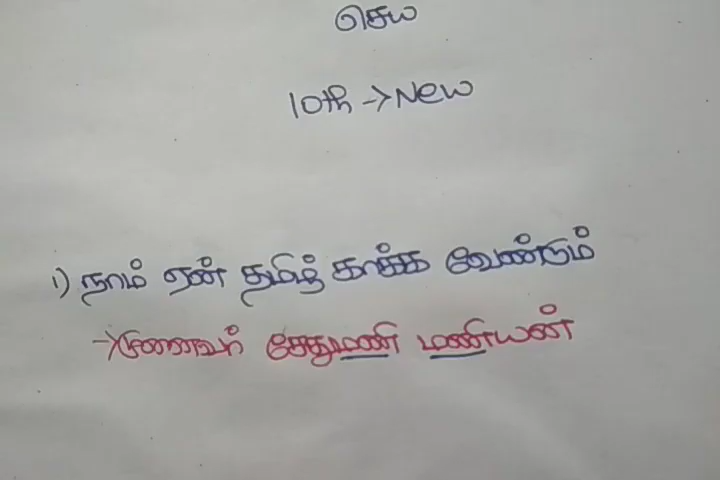 செய
10th → New
1) நாம் ஏன் தமிழ் காக்க வேண்டும்
→ முனைவர் சேதுமணி மணியன்